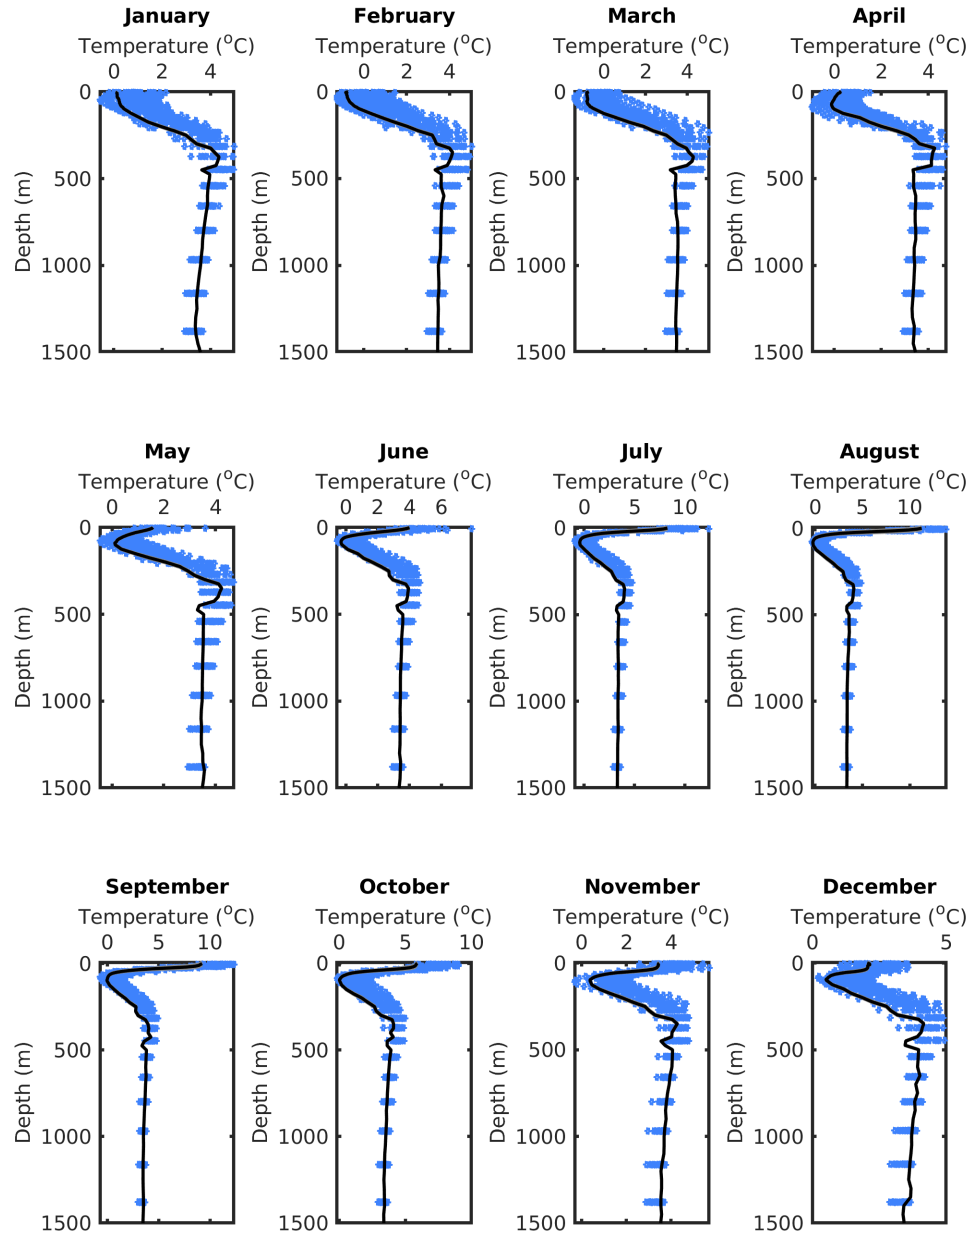 January February March April
Temperature (°C) Temperature (°C) Temperature (°C) Temperature (°C)
0 4 0 4 0 4 0 2 4
0 0 0 0
500 500 500 500
1000 1000 1000 1000
1500 1500 1500 1500
Depth (m) Depth (m) Depth (m) Depth (m)
May June July August
Temperature (°C) Temperature (°C) Temperature (°C) Temperature (°C)
0 2 4 0 2 4 6 0 5 10 0 5 10
0 0 0 0
500 500 500 500
1000 1000 1000 1000
1500 1500 1500 1500
Depth (m) Depth (m) Depth (m) Depth (m)
September October November December
Temperature (°C) Temperature (°C) Temperature (°C) Temperature (°C)
0 5 10 0 5 10 0 2 4 0 5
0 0 0 0
500 500 500 500
1000 1000 1000 1000
1500 1500 1500 1500
Depth (m) Depth (m) Depth (m) Depth (m)